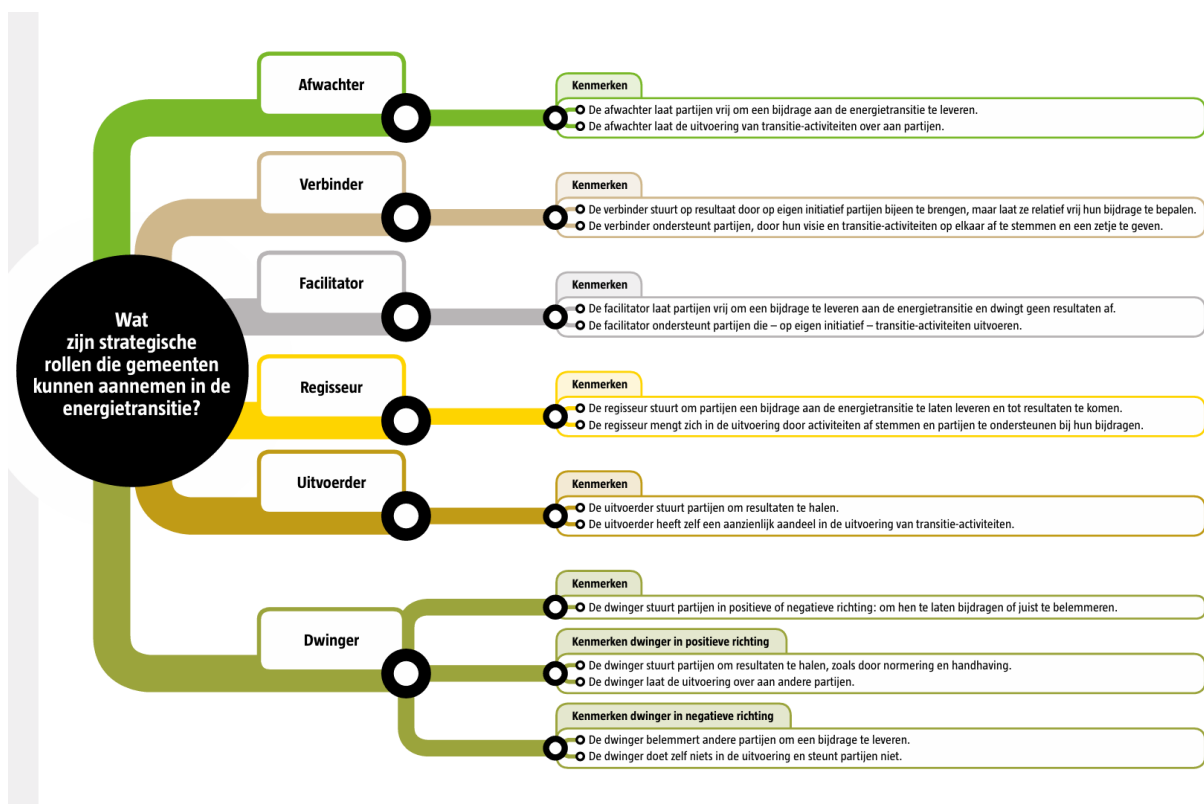 Wat
zijn strategische
rollen die gemeenten
kunnen aannemen in de
energietransitie?
Afwachter
Kenmerken
De afwachter laat partijen vrij om een bijdrage aan de energietransitie te leveren.
De afwachter laat de uitvoering van transitie-activiteiten over aan partijen.
Verbinder
Kenmerken
De verbinder stuurt op resultaat door op eigen initiatief partijen bijeen te brengen, maar laat ze relatief vrij hun bijdrage te bepalen.
De verbinder ondersteunt partijen, door hun visie en transitie-activiteiten op elkaar af te stemmen en een zetje te geven.
Facilitator
Kenmerken
De facilitator laat partijen vrij om een bijdrage te leveren aan de energietransitie en dwingt geen resultaten af.
De facilitator ondersteunt partijen die – op eigen initiatief – transitie-activiteiten uitvoeren.
Regisseur
Kenmerken
De regisseur stuurt om partijen een bijdrage aan de energietransitie te laten leveren en tot resultaten te komen.
De regisseur mengt zich in de uitvoering door activiteiten af stemmen en partijen te ondersteunen bij hun bijdragen.
Uitvoerder
Kenmerken
De uitvoerder stuurt partijen om resultaten te halen.
De uitvoerder heeft zelf een aanzienlijk aandeel in de uitvoering van transitie-activiteiten.
Dwinger
Kenmerken
De dwinger stuurt partijen in positieve of negatieve richting: om hen te laten bijdragen of juist te belemmeren.
Kenmerken dwinger in positieve richting
De dwinger stuurt partijen om resultaten te halen, zoals door normering en handhaving.
De dwinger laat de uitvoering over aan andere partijen.
Kenmerken dwinger in negatieve richting
De dwinger belemmert andere partijen om een bijdrage te leveren.
De dwinger doet zelf niets in de uitvoering en steunt partijen niet.